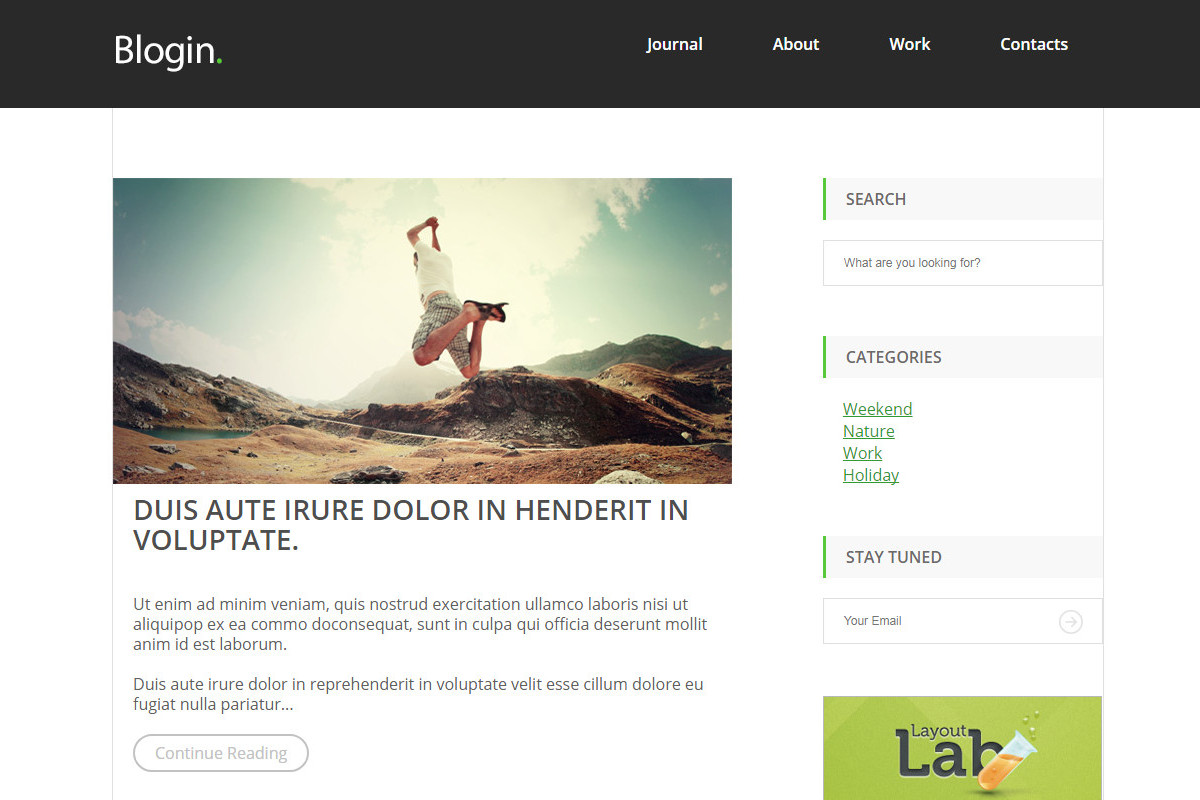 Blogin.
Journal
About
Work
Contacts
DUIS AUTE IRURE DOLOR IN HENDERIT IN
VOLUPTATE.
Ut enim ad minim veniam, quis nostrud exercitation ullamco laboris nisi ut
aliquipop ex ea commo doconsequat, sunt in culpa qui officia deserunt mollit
anim id est laborum.
Duis aute irure dolor in reprehenderit in voluptate velit esse cillum dolore eu
fugiat nulla pariatur...
Continue Reading
SEARCH
What are you looking for?
CATEGORIES
Weekend
Nature
Work
Holiday
STAY TUNED
Your Email
Layout
Lab